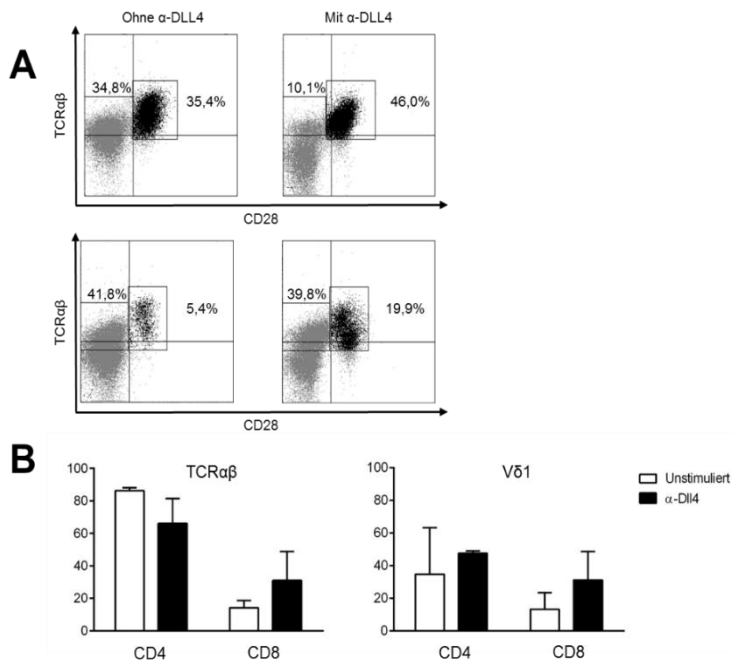 Ohne α-DLL4
Mit α-DLL4
A
TCRαβ
34,8%
35,4%
10,1%
46,0%
CD28
TCRαβ
41,8%
5,4%
39,8%
19,9%
CD28
B
TCRαβ
Vδ1
100
80
60
40
20
0
CD4
CD8
100
80
60
40
20
0
CD4
CD8
Unstimuliert
α-Dll4